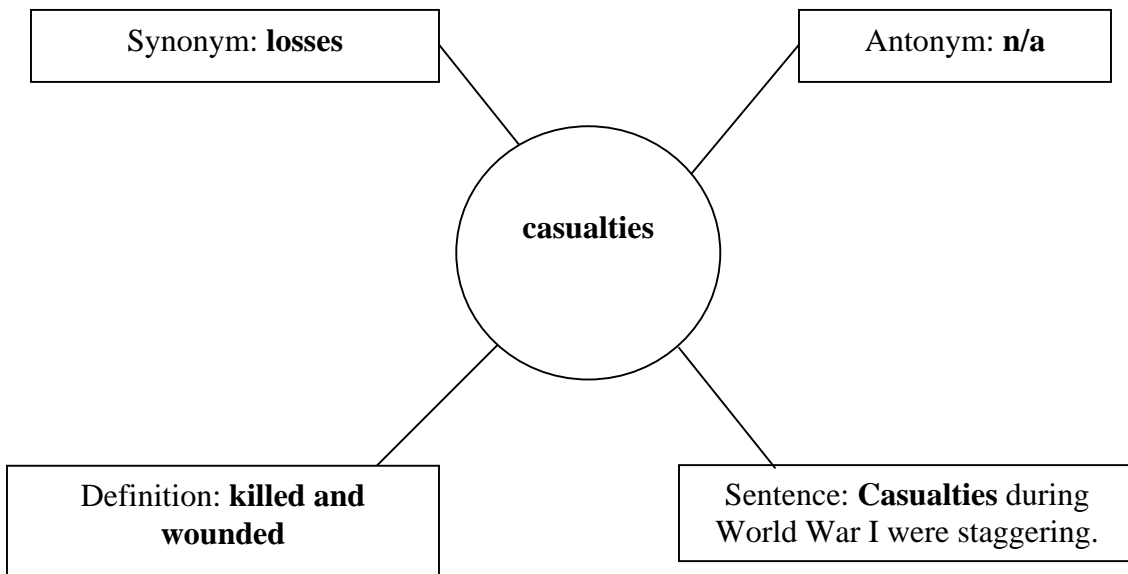 Synonym: losses
Antonym: n/a
casualties
Definition: killed and
wounded
Sentence: Casualties during
World War I were staggering.